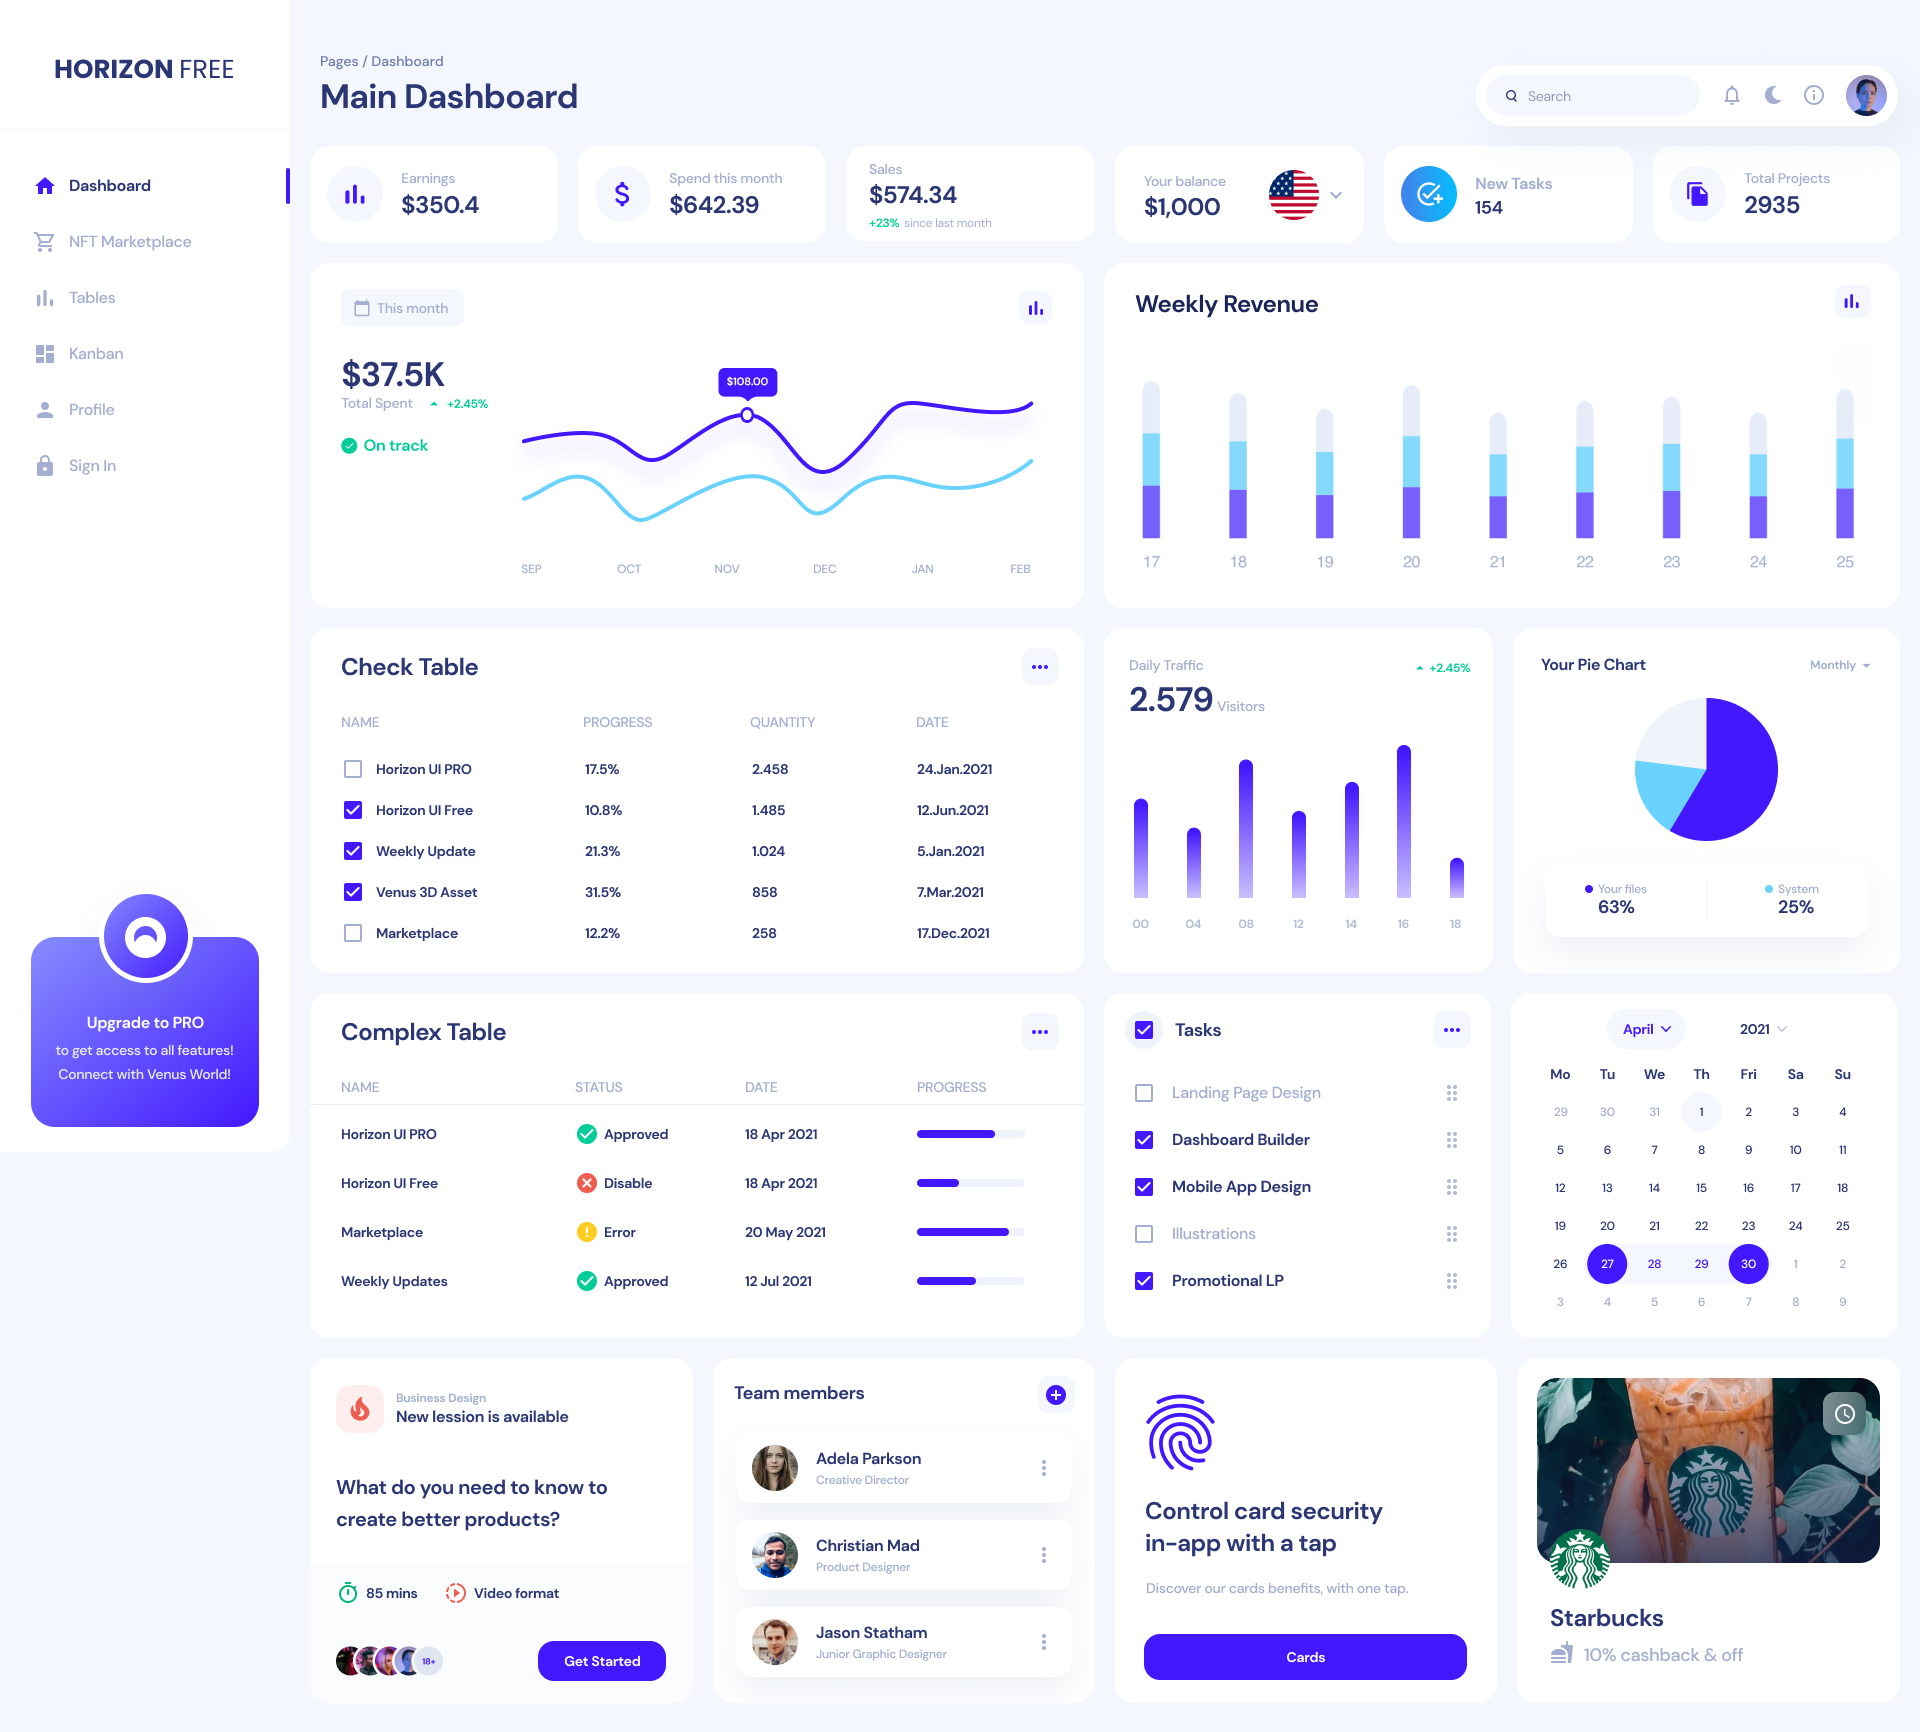 HORIZON FREE
Dashboard
NFT Marketplace
Tables
Kanban
Profile
Sign In
Upgrade to PRO
to get access to all features!
Connect with Venus World!
Pages / Dashboard
Main Dashboard
Search
Earnings
$350.4
Spend this month
$642.39
Sales
$574.34
+23% since last month
Your balance
$1,000
New Tasks
154
Total Projects
2935
This month
$37.5K
Total Spent +2.45%
On track
$108.00
SEP OCT NOV DEC JAN FEB
Weekly Revenue
17 18 19 20 21 22 23 24 25
Check Table
NAME PROGRESS QUANTITY DATE
Horizon UI PRO 17.5% 2.458 24.Jan.2021
Horizon UI Free 10.8% 1.485 12.Jun.2021
Weekly Update 21.3% 1.024 5.Jan.2021
Venus 3D Asset 31.5% 858 7.Mar.2021
Marketplace 12.2% 258 17.Dec.2021
Daily Traffic +2.45%
2.579 Visitors
00 04 08 12 14 16 18
Your Pie Chart Monthly
Your files
63%
System
25%
Complex Table
NAME STATUS DATE PROGRESS
Horizon UI PRO Approved 18 Apr 2021
Horizon UI Free Disable 18 Apr 2021
Marketplace Error 20 May 2021
Weekly Updates Approved 12 Jul 2021
Tasks
Landing Page Design
Dashboard Builder
Mobile App Design
Illustrations
Promotional LP
April 2021
Mo Tu We Th Fri Sa Su
29 30 31 1 2 3 4
5 6 7 8 9 10 11
12 13 14 15 16 17 18
19 20 21 22 23 24 25
26 27 28 29 30 1 2
3 4 5 6 7 8 9
Business Design
New lession is available
What do you need to know to
create better products?
85 mins Video format
18+
Get Started
Team members
Adela Parkson
Creative Director
Christian Mad
Product Designer
Jason Statham
Junior Graphic Designer
Control card security
in-app with a tap
Discover our cards benefits, with one tap.
Cards
Starbucks
10% cashback & off